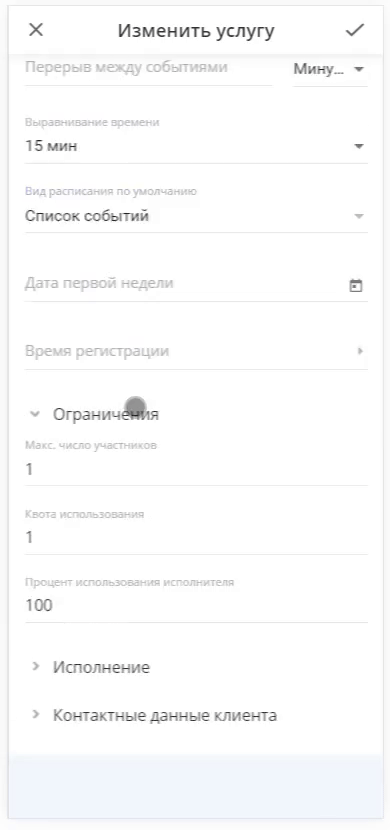 Изменить услугу
Перерыв между событиями
Мину...
Выравнивание времени
15 мин
Вид расписания по умолчанию
Список событий
Дата первой недели
Время регистрации
Ограничения
Макс. число участников
1
Квота использования
1
Процент использования исполнителя
100
Исполнение
Контактные данные клиента